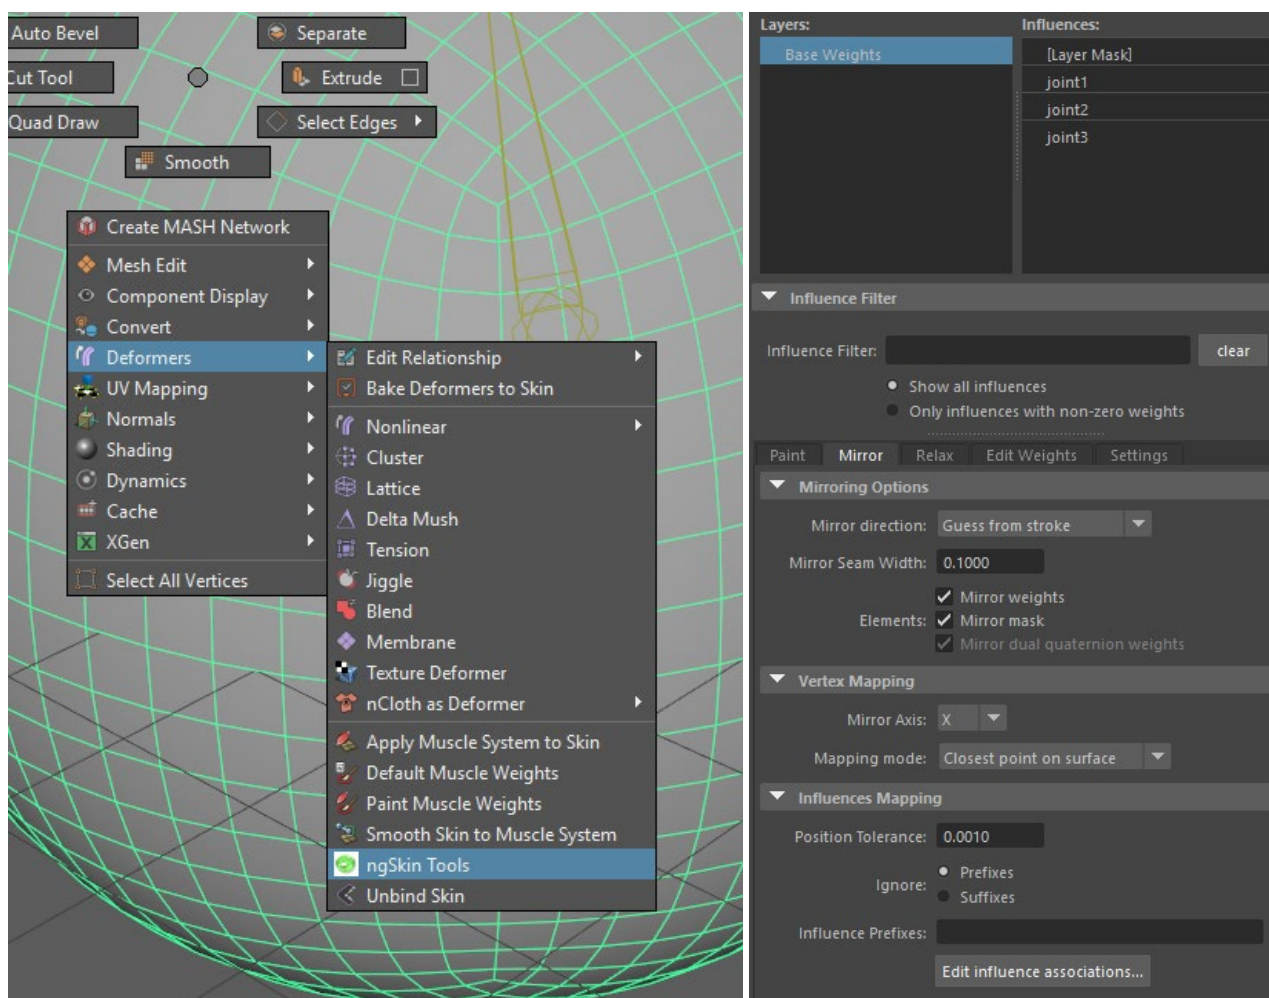 Auto Bevel
Separate
Cut Tool
Extrude
Quad Draw
Select Edges
Smooth
Create MASH Network
Mesh Edit
Component Display
Convert
Deformers
UV Mapping
Normals
Shading
Dynamics
Cache
XGen
Select All Vertices
Edit Relationship
Bake Deformers to Skin
Nonlinear
Cluster
Lattice
Delta Mush
Tension
Jiggle
Blend
Membrane
Texture Deformer
nCloth as Deformer
Apply Muscle System to Skin
Default Muscle Weights
Paint Muscle Weights
Smooth Skin to Muscle System
ngSkin Tools
Unbind Skin
Layers:
Base Weights
Influences:
[Layer Mask]
joint1
joint2
joint3
Influence Filter
Influence Filter: clear
Show all influences
Only influences with non-zero weights
Paint Mirror Relax Edit Weights Settings
Mirroring Options
Mirror direction: Guess from stroke
Mirror Seam Width: 0.1000
Mirror weights
Elements: Mirror mask
Mirror dual quaternion weights
Vertex Mapping
Mirror Axis: X
Mapping mode: Closest point on surface
Influences Mapping
Position Tolerance: 0.0010
Ignore: Prefixes
Suffixes
Influence Prefixes:
Edit influence associations...